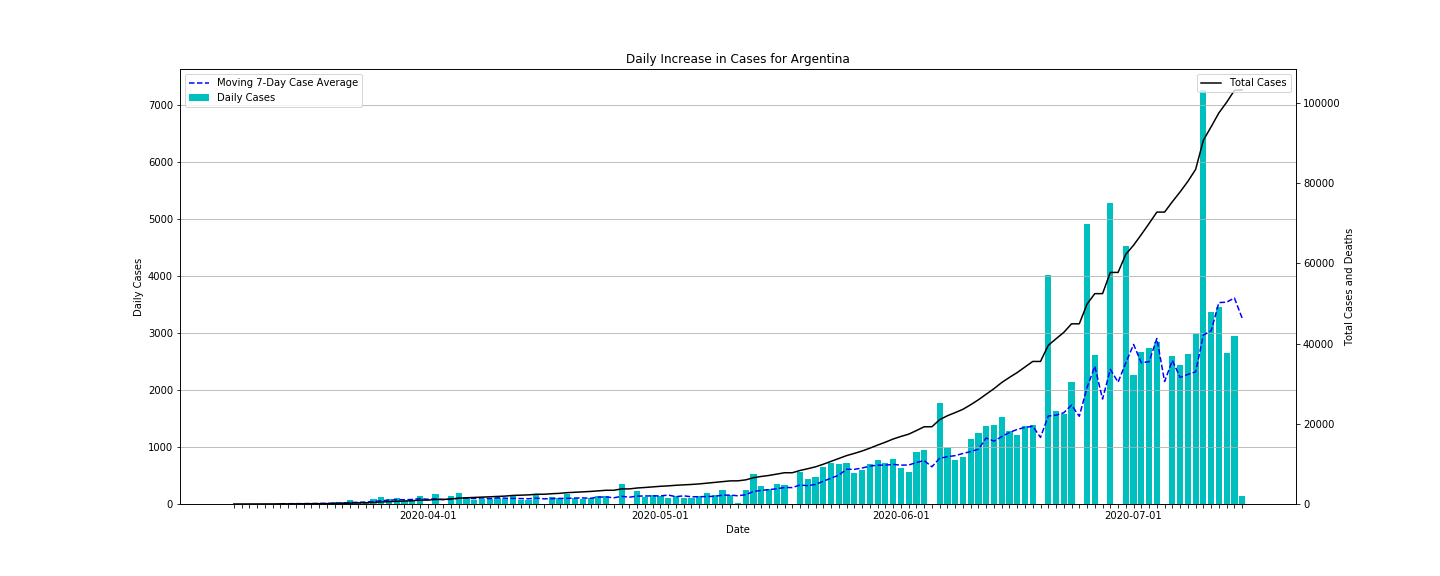 Daily Increase in Cases for Argentina
Moving 7-Day Case Average
Daily Cases
Total Cases
7000
6000
5000
4000
3000
2000
1000
0
Daily Cases
100000
80000
60000
40000
20000
0
Total Cases and Deaths
2020-04-01
2020-05-01
2020-06-01
2020-07-01
Date